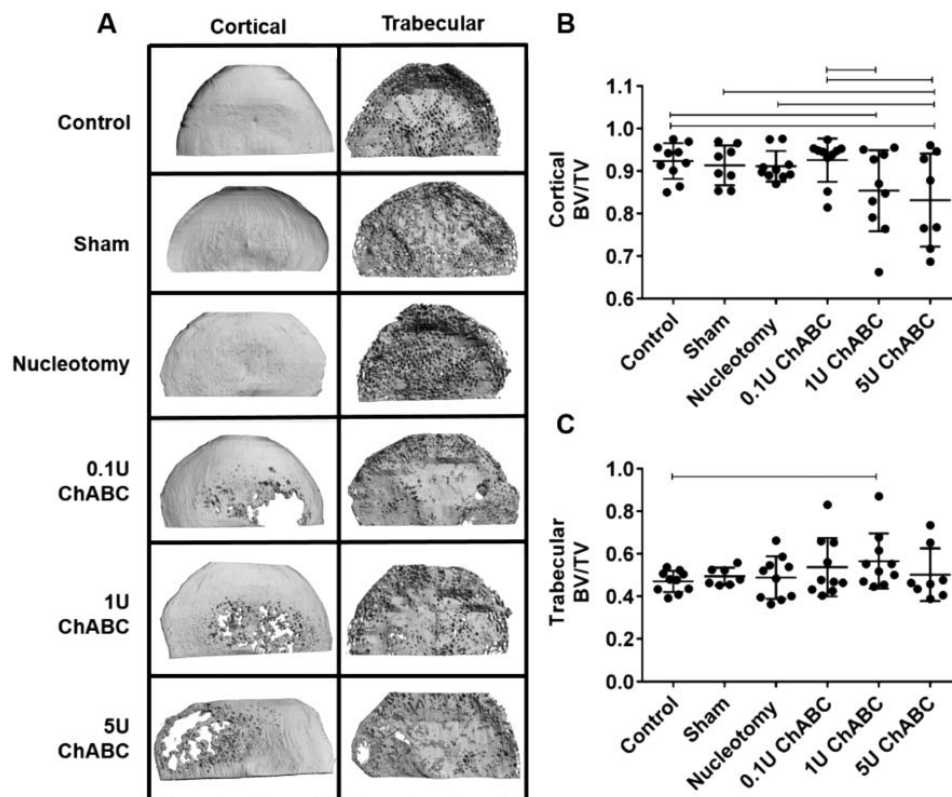 A
Cortical
Trabecular
Control
Sham
Nucleotomy
0.1U
ChABC
1U
ChABC
5U
ChABC
B
Cortical
BV/TV
1.1
1.0
0.9
0.8
0.7
0.6
Control
Sham
Nucleotomy
0.1U ChABC
1U ChABC
5U ChABC
C
Trabecular
BV/TV
1.0
0.8
0.6
0.4
0.2
0.0
Control
Sham
Nucleotomy
0.1U ChABC
1U ChABC
5U ChABC